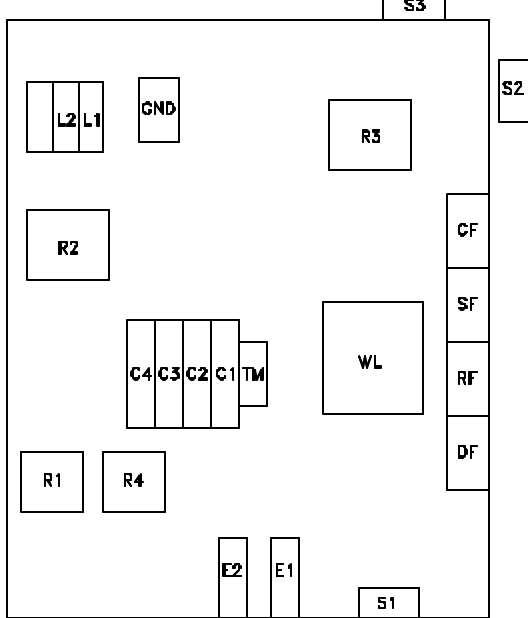 S3
S2
L2 L1
GND
R3
CF
R2
SF
C4 C3 C2 C1 TM
WL
RF
DF
R1
R4
E2
E1
S1